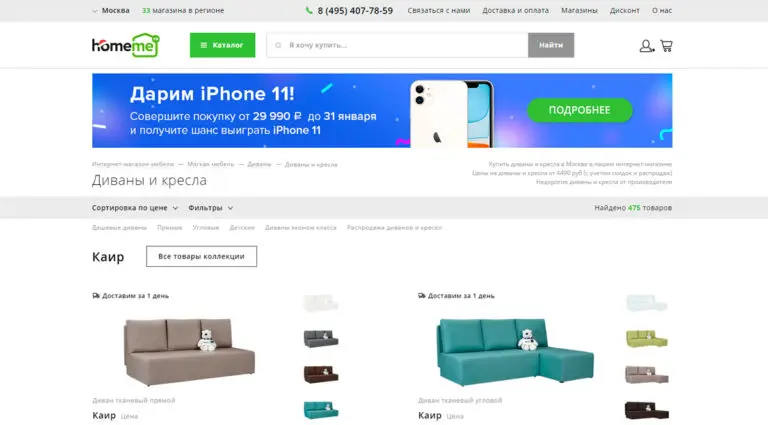 Москва
33 магазина в регионе
8 (495) 407-78-59
Связаться с нами
Доставка и оплата
Магазины
Дисконт
О нас
homeme
Каталог
Я хочу купить...
Найти
Дарим iPhone 11!
Совершите покупку от 29 990 ₽ до 31 января
и получите шанс выиграть iPhone 11
ПОДРОБНЕЕ
Интернет-магазин мебели — Мягкая мебель — Диваны — Диваны и кресла
Диваны и кресла
Купить диваны и кресла в Москве в нашем интернет-магазине
Цены на диваны и кресла от 4490 руб (с учетом скидок и распродаж)
Недорогие диваны и кресла от производителя
Сортировка по цене
Фильтры
Найдено 475 товаров
Дешевые диваны
Прямые
Угловые
Детские
Диваны эконом класса
Распродажа диванов и кресел
Каир
Все товары коллекции
Доставим за 1 день
Доставим за 1 день
Диван тканевый прямой
Каир Цена
Диван тканевый угловой
Каир Цена